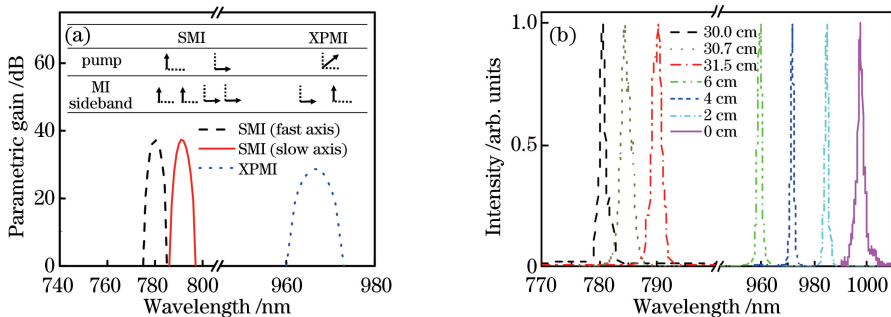 (a)
SMI XPMI
pump
MI
sideband
SMI (fast axis)
SMI (slow axis)
XPMI
Parametric gain /dB
60
40
20
0
740 760 780 800 960 980
Wavelength /nm
(b)
30.0 cm
30.7 cm
31.5 cm
6 cm
4 cm
2 cm
0 cm
Intensity /arb. units
1.0
0.5
0
770 780 790 960 980 1000
Wavelength /nm